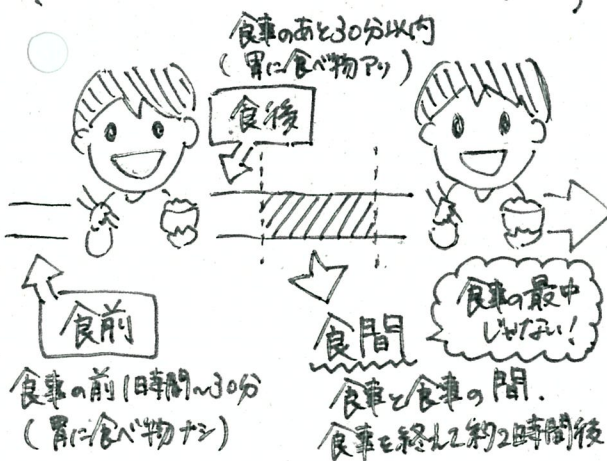 食事のあと30分以内
(胃に食べ物アリ)
食後
食前
食事の前1時間~30分
(胃に食べ物ナシ)
食間
食事の最中
じゃない!
食事と食事の間.
食事を終えて約2時間後